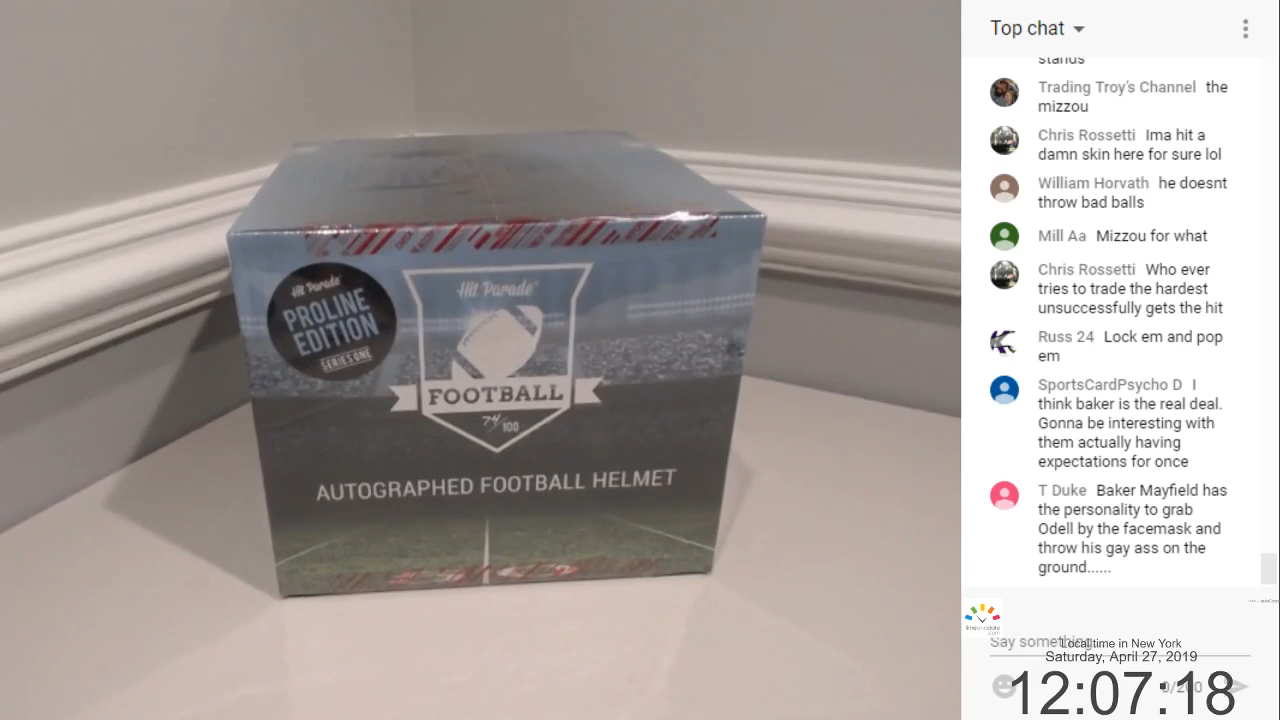 Hit Parade
PROLINE
EDITION
SERIES ONE
Hit Parade
FOOTBALL
74/100
AUTOGRAPHED FOOTBALL HELMET
Top chat
stands
Trading Troy's Channel the
mizzou
Chris Rossetti Ima hit a
damn skin here for sure lol
William Horvath he doesnt
throw bad balls
Mill Aa Mizzou for what
Chris Rossetti Who ever
tries to trade the hardest
unsuccessfully gets the hit
Russ 24 Lock em and pop
em
SportsCardPsycho D I
think baker is the real deal.
Gonna be interesting with
them actually having
expectations for once
T Duke Baker Mayfield has
the personality to grab
Odell by the facemask and
throw his gay ass on the
ground......
timeanddate
.com
Say something...
Local time in New York
Saturday, April 27, 2019
0/200
12:07:18